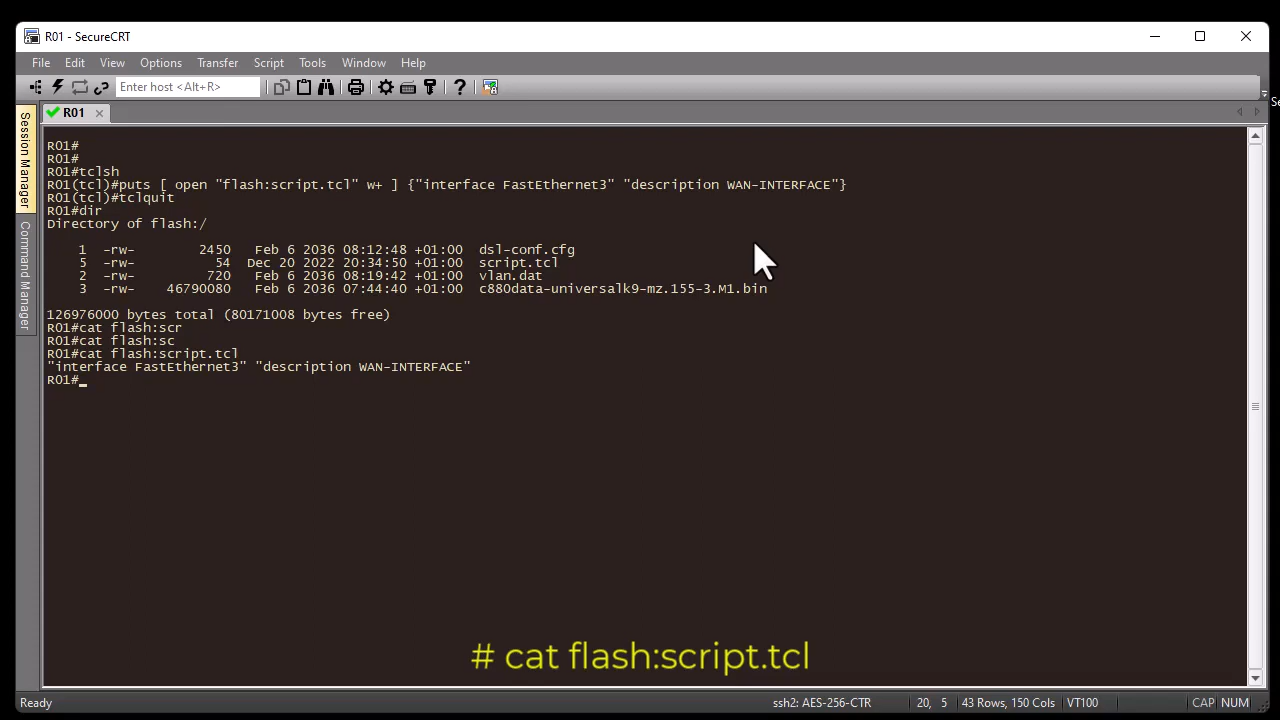 R01 - SecureCRT
File Edit View Options Transfer Script Tools Window Help
Enter host <Alt+R>
Session Manager
Command Manager
R01
R01#
R01#
R01#tclsh
R01(tcl)#puts [ open "flash:script.tcl" w+ ] {"interface FastEthernet3" "description WAN-INTERFACE"}
R01(tcl)#tclquit
R01#dir
Directory of flash:/
1 -rw- 2450 Feb 6 2036 08:12:48 +01:00 dsl-conf.cfg
5 -rw- 54 Dec 20 2022 20:34:50 +01:00 script.tcl
2 -rw- 720 Feb 6 2036 08:19:42 +01:00 vlan.dat
3 -rw- 46790080 Feb 6 2036 07:44:40 +01:00 c880data-universalk9-mz.155-3.M1.bin
126976000 bytes total (80171008 bytes free)
R01#cat flash:scr
R01#cat flash:sc
R01#cat flash:script.tcl
"interface FastEthernet3" "description WAN-INTERFACE"
R01#_
# cat flash:script.tcl
Ready ssh2: AES-256-CTR 20, 5 43 Rows, 150 Cols VT100 CAP NUM